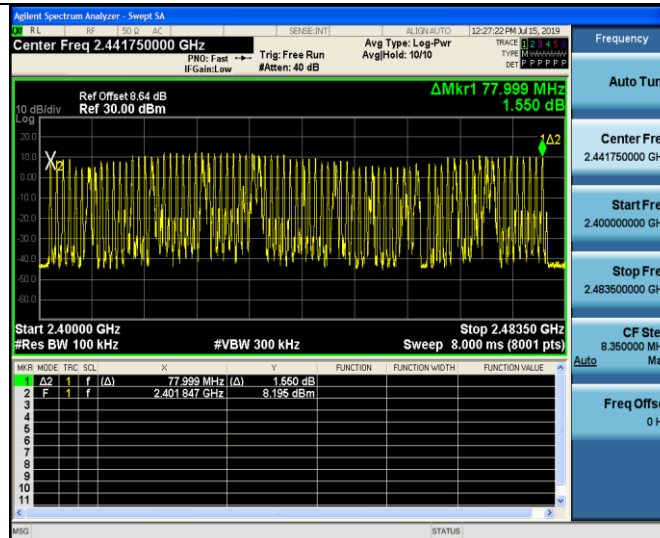 Agilent Spectrum Analyzer - Swept SA
RL RF 50 Ω AC SENSE:INT ALIGNAUTO 12:27:22 PM Jul 15, 2019
Center Freq 2.441750000 GHz Avg Type: Log-Pwr TRACE 1 2 3 4 5 6
PNO: Fast Trig: Free Run Avg|Hold: 10/10 TYPE M
IFGain:Low #Atten: 40 dB DET P P P P P P
ΔMkr1 77.999 MHz
Ref Offset 8.64 dB 1.550 dB
10 dB/div Ref 30.00 dBm
Log
20.0
1Δ2
10.0
X2
0.00
-10.0
-20.0
-30.0
-40.0
-50.0
-60.0
Start 2.40000 GHz Stop 2.48350 GHz
#Res BW 100 kHz #VBW 300 kHz Sweep 8.000 ms (8001 pts)
MKR MODE TRC SCL X Y FUNCTION FUNCTION WIDTH FUNCTION VALUE
1 Δ2 1 f (Δ) 77.999 MHz (Δ) 1.550 dB
2 F 1 f 2.401 847 GHz 8.195 dBm
3
4
5
6
7
8
9
10
11
MSG STATUS
Frequency
Auto Tun
Center Fre
2.441750000 GH
Start Fre
2.400000000 GH
Stop Fre
2.483500000 GH
CF Ste
8.350000 MH
Auto Ma
Freq Offse
0 H